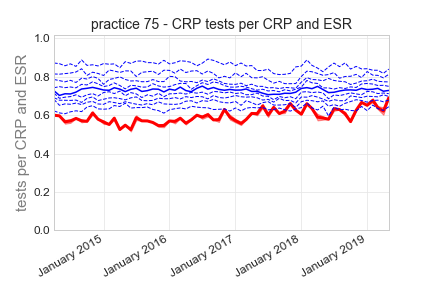 practice 75 - CRP tests per CRP and ESR
tests per CRP and ESR
1.0
0.8
0.6
0.4
0.2
0.0
January 2015
January 2016
January 2017
January 2018
January 2019